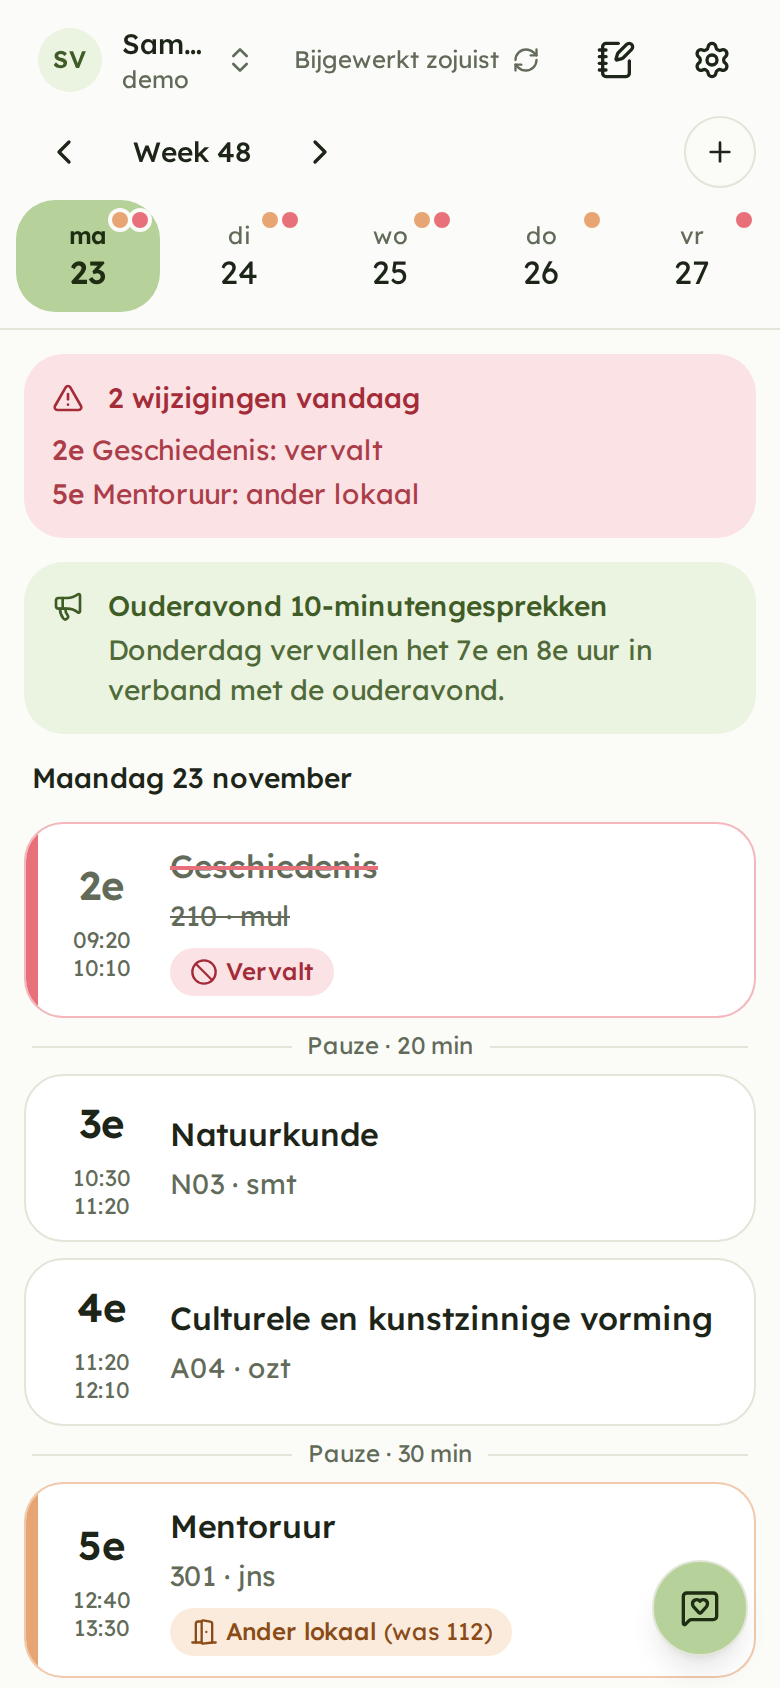 SV
Sam...
demo
Bijgewerkt zojuist
Week 48
ma
23
di
24
wo
25
do
26
vr
27
2 wijzigingen vandaag
2e Geschiedenis: vervalt
5e Mentoruur: ander lokaal
Ouderavond 10-minutengesprekken
Donderdag vervallen het 7e en 8e uur in
verband met de ouderavond.
Maandag 23 november
2e
09:20
10:10
Geschiedenis
210 · mul
Vervalt
Pauze · 20 min
3e
10:30
11:20
Natuurkunde
N03 · smt
4e
11:20
12:10
Culturele en kunstzinnige vorming
A04 · ozt
Pauze · 30 min
5e
12:40
13:30
Mentoruur
301 · jns
Ander lokaal (was 112)